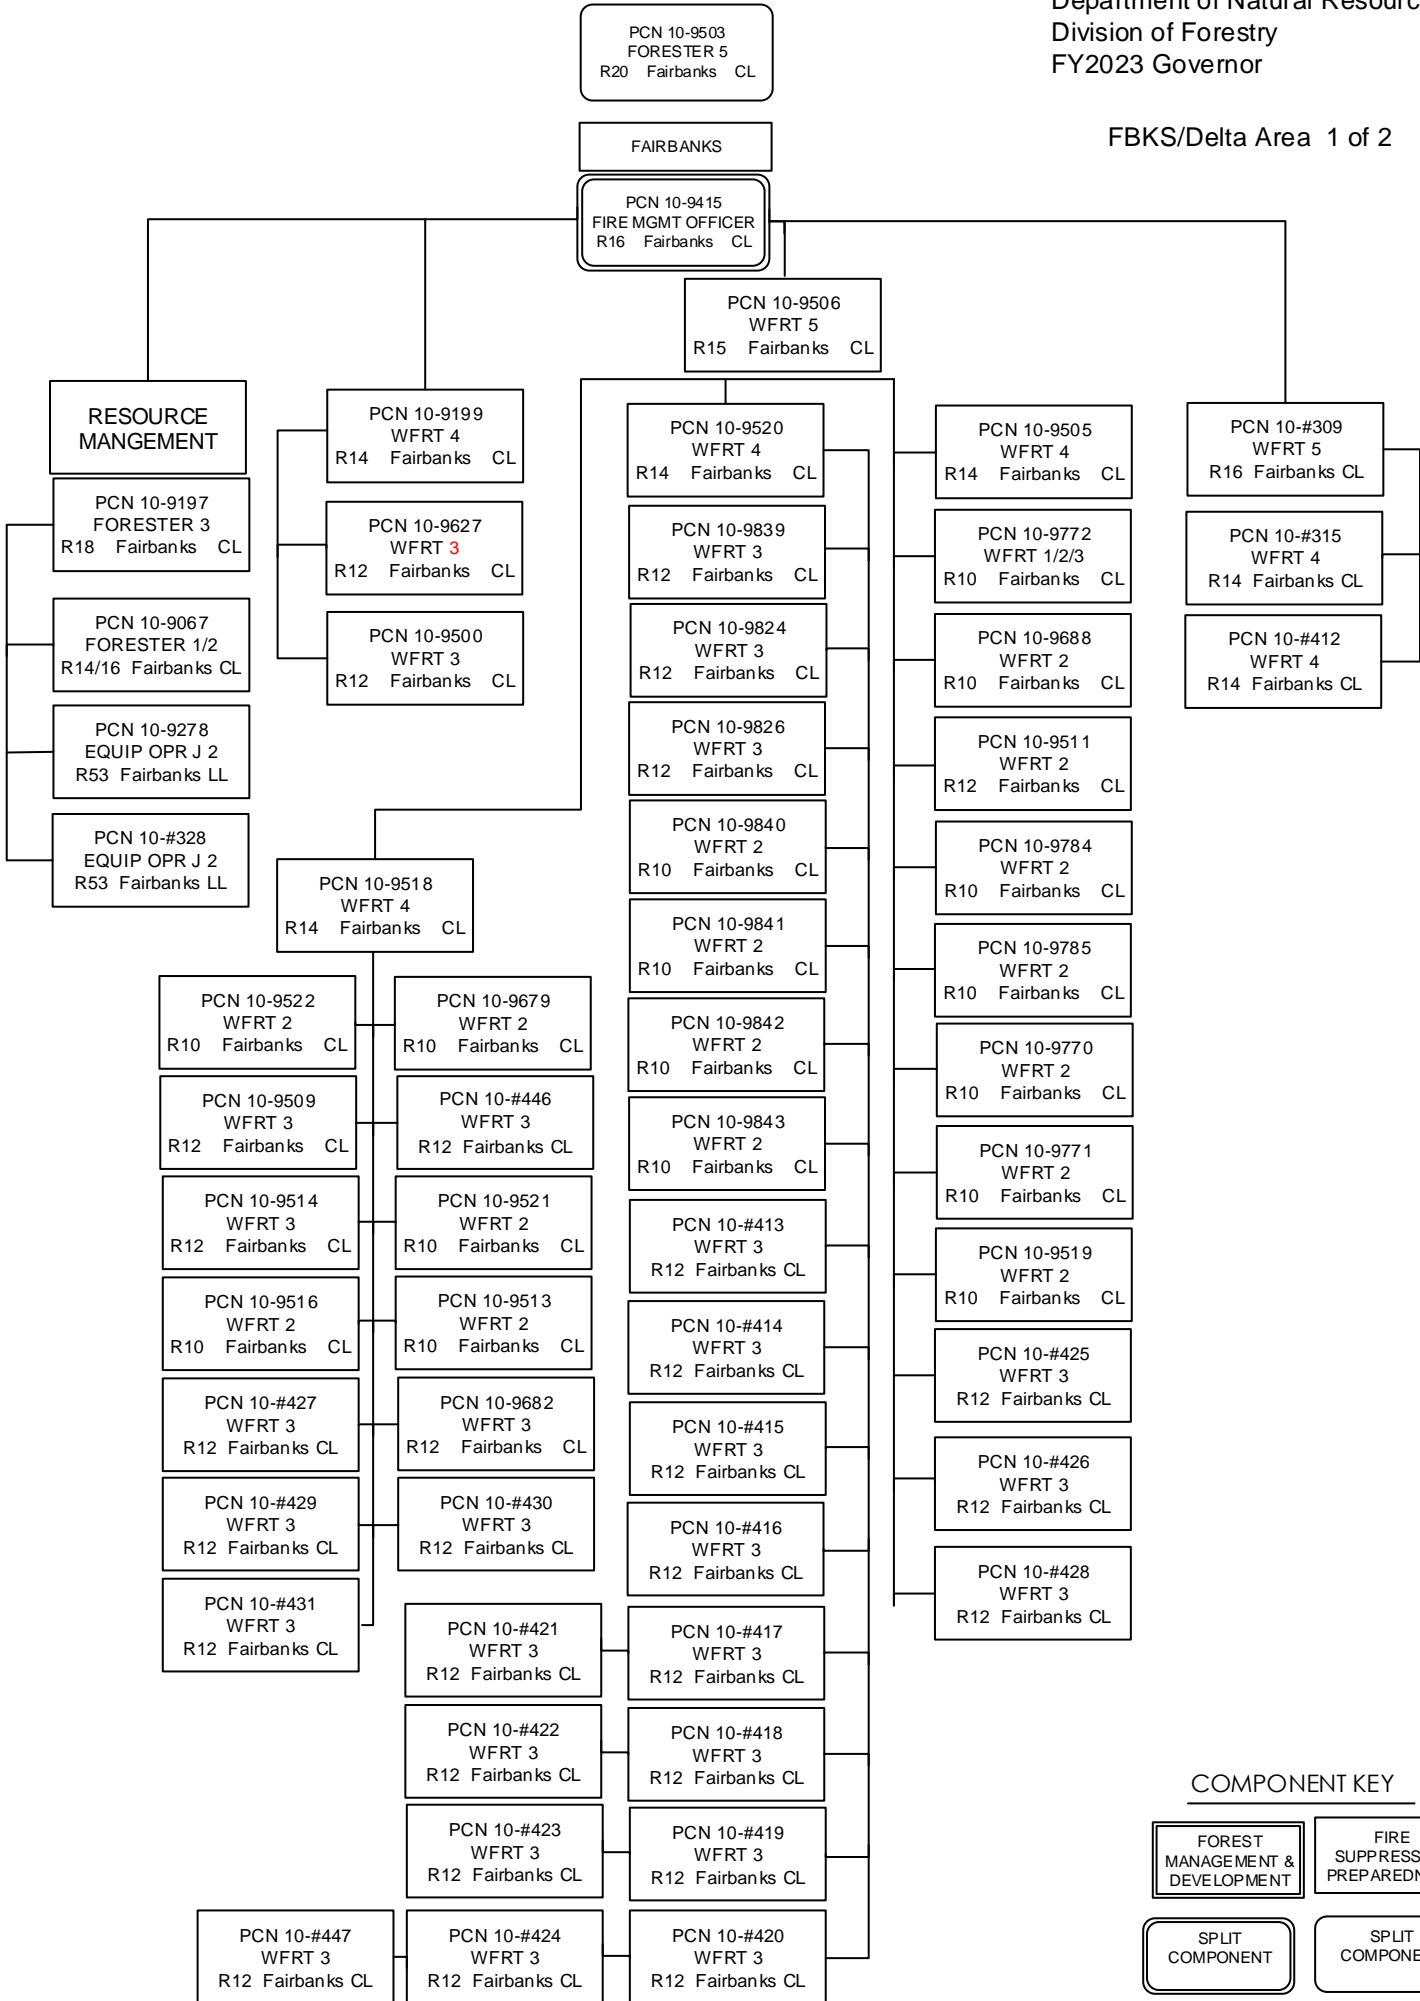 Department of Natural
Division of Forestry
FY2023 Governor
FBKS/Delta Area 1 of 2
PCN 10-9503
FORESTER 5
R20 Fairbanks CL
FAIRBANKS
PCN 10-9415
FIRE MGMT OFFICER
R16 Fairbanks CL
PCN 10-9506
WFRT 5
R15 Fairbanks CL
RESOURCE
MANGEMENT
PCN 10-9197
FORESTER 3
R18 Fairbanks CL
PCN 10-9067
FORESTER 1/2
R14/16 Fairbanks CL
PCN 10-9278
EQUIP OPR J 2
R53 Fairbanks LL
PCN 10-#328
EQUIP OPR J 2
R53 Fairbanks LL
PCN 10-9199
WFRT 4
R14 Fairbanks CL
PCN 10-9627
WFRT 3
R12 Fairbanks CL
PCN 10-9500
WFRT 3
R12 Fairbanks CL
PCN 10-9518
WFRT 4
R14 Fairbanks CL
PCN 10-9522
WFRT 2
R10 Fairbanks CL
PCN 10-9679
WFRT 2
R10 Fairbanks CL
PCN 10-9509
WFRT 3
R12 Fairbanks CL
PCN 10-#446
WFRT 3
R12 Fairbanks CL
PCN 10-9514
WFRT 3
R12 Fairbanks CL
PCN 10-9521
WFRT 2
R10 Fairbanks CL
PCN 10-9516
WFRT 2
R10 Fairbanks CL
PCN 10-9513
WFRT 2
R10 Fairbanks CL
PCN 10-#427
WFRT 3
R12 Fairbanks CL
PCN 10-9682
WFRT 3
R12 Fairbanks CL
PCN 10-#429
WFRT 3
R12 Fairbanks CL
PCN 10-#430
WFRT 3
R12 Fairbanks CL
PCN 10-#431
WFRT 3
R12 Fairbanks CL
PCN 10-9520
WFRT 4
R14 Fairbanks CL
PCN 10-9839
WFRT 3
R12 Fairbanks CL
PCN 10-9824
WFRT 3
R12 Fairbanks CL
PCN 10-9826
WFRT 3
R12 Fairbanks CL
PCN 10-9840
WFRT 2
R10 Fairbanks CL
PCN 10-9841
WFRT 2
R10 Fairbanks CL
PCN 10-9842
WFRT 2
R10 Fairbanks CL
PCN 10-9843
WFRT 2
R10 Fairbanks CL
PCN 10-#413
WFRT 3
R12 Fairbanks CL
PCN 10-#414
WFRT 3
R12 Fairbanks CL
PCN 10-#415
WFRT 3
R12 Fairbanks CL
PCN 10-#416
WFRT 3
R12 Fairbanks CL
PCN 10-#421
WFRT 3
R12 Fairbanks CL
PCN 10-#417
WFRT 3
R12 Fairbanks CL
PCN 10-#422
WFRT 3
R12 Fairbanks CL
PCN 10-#418
WFRT 3
R12 Fairbanks CL
PCN 10-#423
WFRT 3
R12 Fairbanks CL
PCN 10-#419
WFRT 3
R12 Fairbanks CL
PCN 10-#447
WFRT 3
R12 Fairbanks CL
PCN 10-#424
WFRT 3
R12 Fairbanks CL
PCN 10-#420
WFRT 3
R12 Fairbanks CL
PCN 10-9505
WFRT 4
R14 Fairbanks CL
PCN 10-9772
WFRT 1/2/3
R10 Fairbanks CL
PCN 10-9688
WFRT 2
R10 Fairbanks CL
PCN 10-9511
WFRT 2
R12 Fairbanks CL
PCN 10-9784
WFRT 2
R10 Fairbanks CL
PCN 10-9785
WFRT 2
R10 Fairbanks CL
PCN 10-9770
WFRT 2
R10 Fairbanks CL
PCN 10-9771
WFRT 2
R10 Fairbanks CL
PCN 10-9519
WFRT 2
R10 Fairbanks CL
PCN 10-#425
WFRT 3
R12 Fairbanks CL
PCN 10-#426
WFRT 3
R12 Fairbanks CL
PCN 10-#428
WFRT 3
R12 Fairbanks CL
PCN 10-#309
WFRT 5
R16 Fairbanks CL
PCN 10-#315
WFRT 4
R14 Fairbanks CL
PCN 10-#412
WFRT 4
R14 Fairbanks CL
COMPONENT KEY
FOREST
MANAGEMENT &
DEVELOPMENT
FIRE
SPLIT
COMPONENT
SPLIT